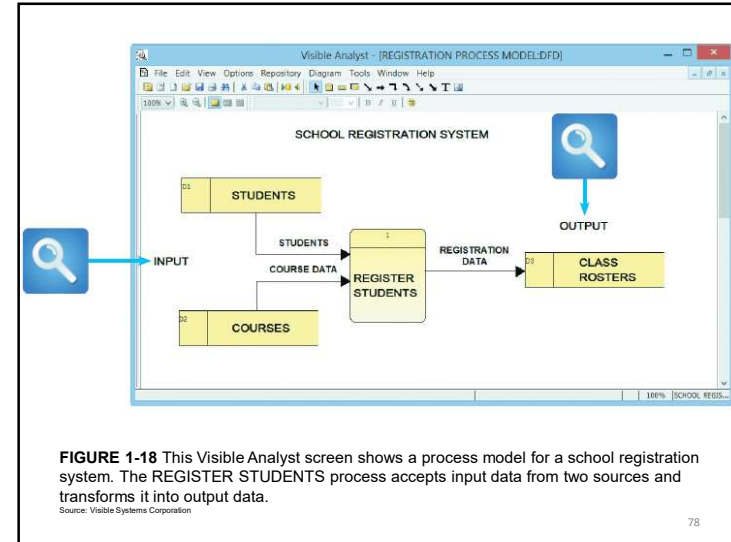 Visible Analyst - [REGISTRATION PROCESS MODEL:DFD]
File Edit View Options Repository Diagram Tools Window Help
100%
B I U
SCHOOL REGISTRATION SYSTEM
D1
STUDENTS
OUTPUT
STUDENTS
1
REGISTRATION
DATA
INPUT
COURSE DATA
REGISTER
STUDENTS
D3
CLASS
ROSTERS
D2
COURSES
100% SCHOOL REGIS...
FIGURE 1-18 This Visible Analyst screen shows a process model for a school registration
system. The REGISTER STUDENTS process accepts input data from two sources and
transforms it into output data.
Source: Visible Systems Corporation
78